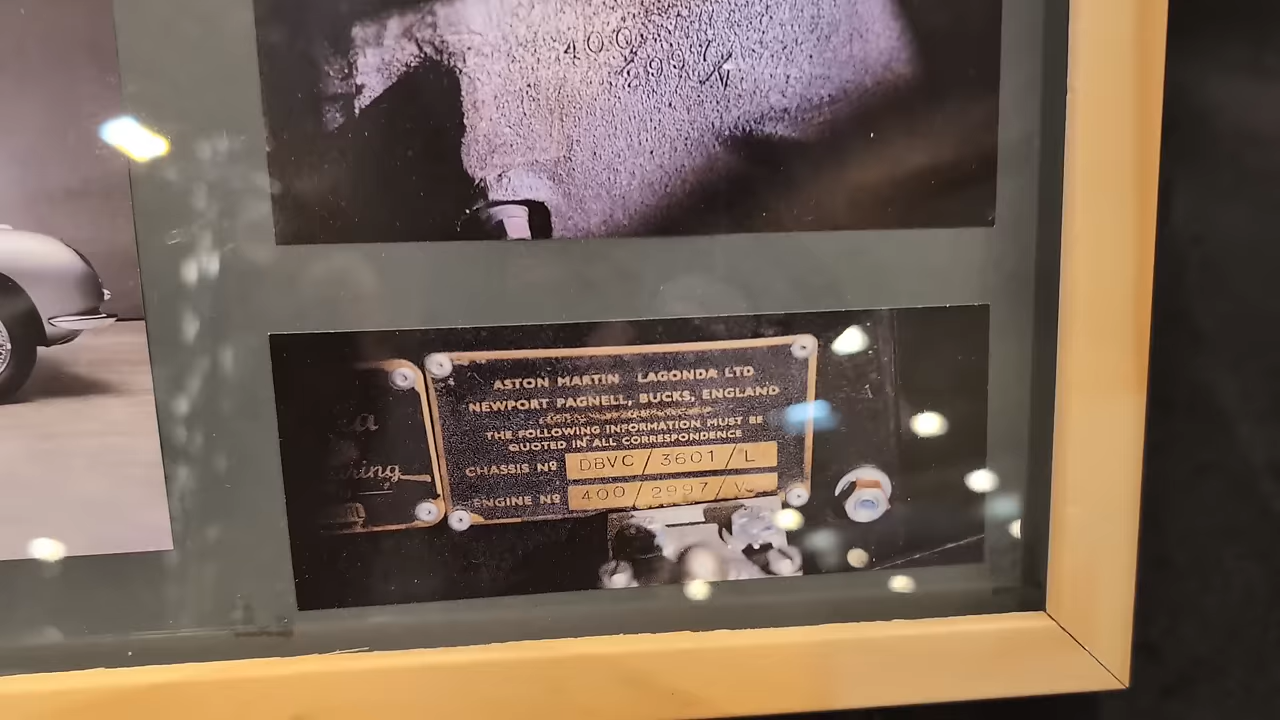 400
/2997/V
ASTON MARTIN LAGONDA LTD
NEWPORT PAGNELL, BUCKS, ENGLAND
THE FOLLOWING INFORMATION MUST BE
QUOTED IN ALL CORRESPONDENCE
CHASSIS Nº DBVC / 3601 / L
ENGINE Nº 400 / 2997 / V